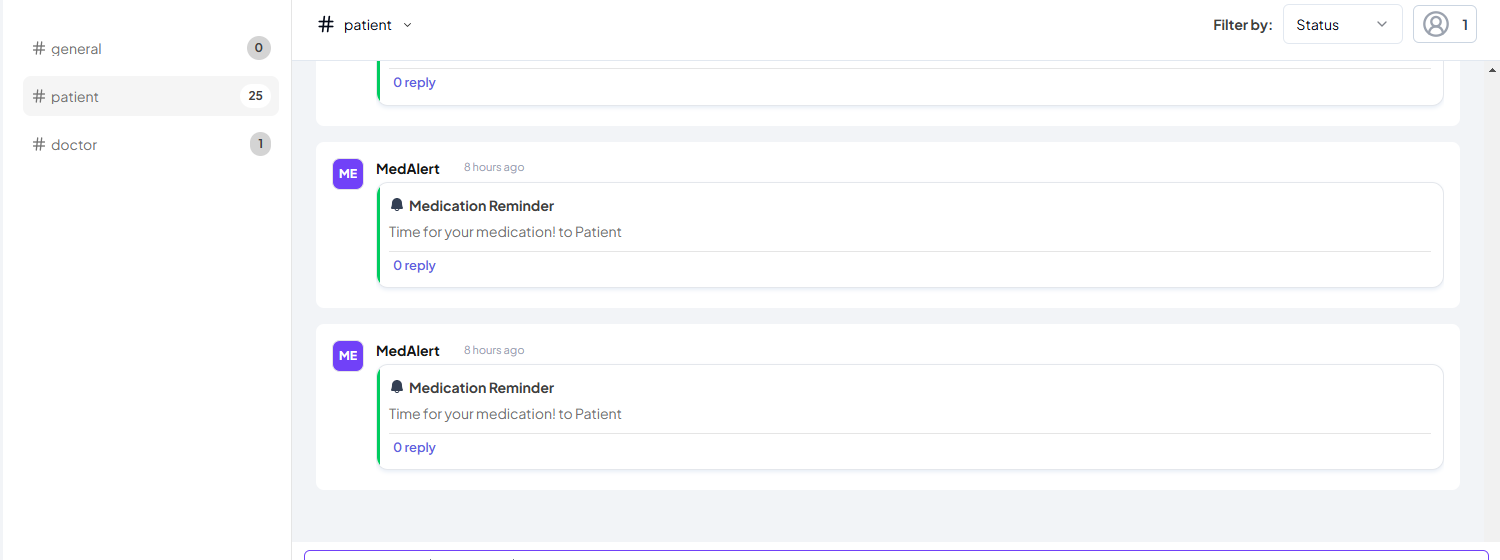 # general 0
# patient 25
# doctor 1
# patient
Filter by: Status 1
0 reply
ME MedAlert 8 hours ago
Medication Reminder
Time for your medication! to Patient
0 reply
ME MedAlert 8 hours ago
Medication Reminder
Time for your medication! to Patient
0 reply